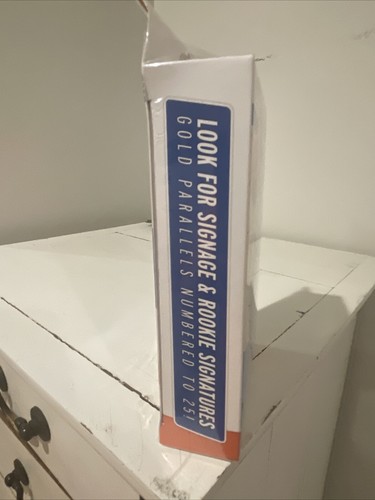 LOOK FOR SIGNAGE & ROOKIE SIGNATURES
GOLD PARALLELS NUMBERED TO 25!